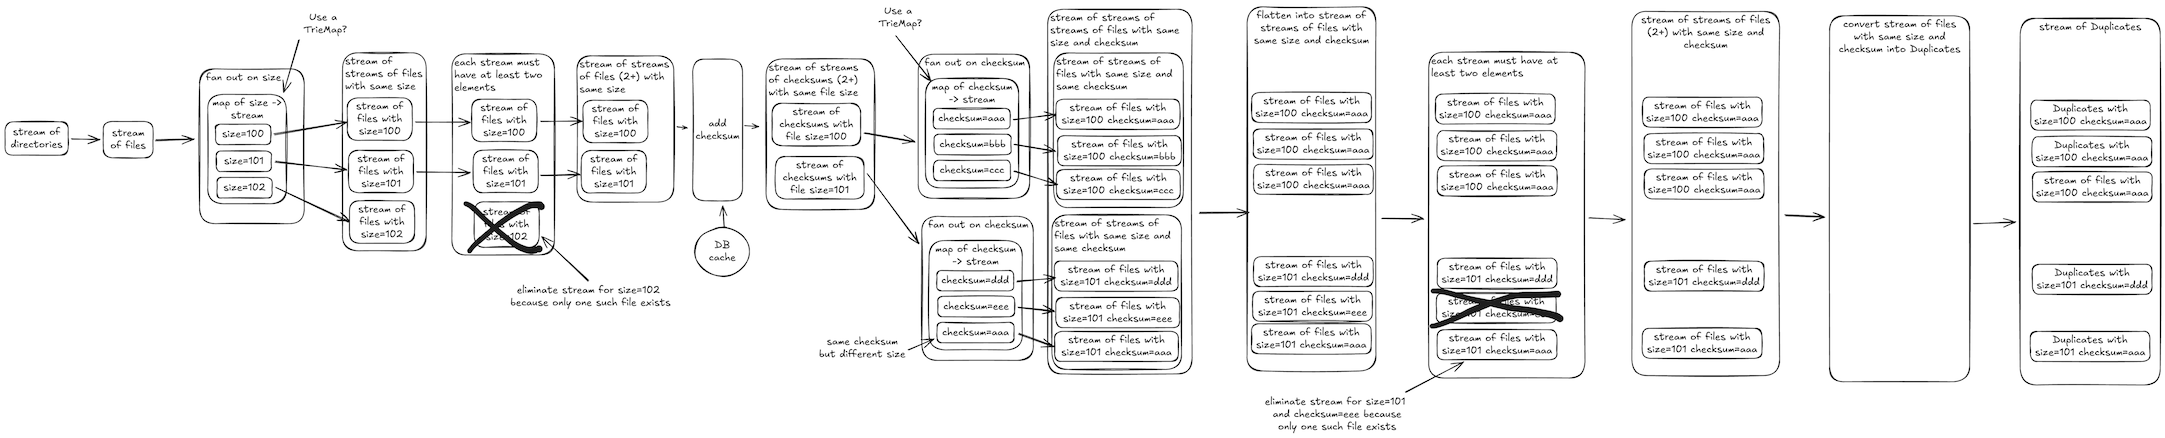 stream of
directories
stream
of files
Use a
TrieMap?
fan out on size
map of size ->
stream
size=100
size=101
size=102
stream of
streams of files
with same size
stream of
files with
size=100
stream of
files with
size=101
stream of
files with
size=102
each stream must
have at least two
elements
stream of
files with
size=100
stream of
files with
size=101
stream of
files with
size=102
eliminate stream for size=102
because only one such file exists
stream of streams
of files (2+) with
same size
stream of
files with
size=100
stream of
files with
size=101
add
checksum
DB
cache
stream of streams
of checksums (2+)
with same file size
stream of
checksums with
file size=100
stream of
checksums with
file size=101
Use a
TrieMap?
fan out on checksum
map of checksum
-> stream
checksum=aaa
checksum=bbb
checksum=ccc
fan out on checksum
map of checksum
-> stream
checksum=ddd
checksum=eee
checksum=aaa
same checksum
but different size
stream of streams of
streams of files with same
size and checksum
stream of streams of
files with same size and
same checksum
stream of files with
size=100 checksum=aaa
stream of files with
size=100 checksum=bbb
stream of files with
size=100 checksum=ccc
stream of streams of
files with same size and
same checksum
stream of files with
size=101 checksum=ddd
stream of files with
size=101 checksum=eee
stream of files with
size=101 checksum=aaa
flatten into stream of
streams of files with
same size and checksum
stream of files with
size=100 checksum=aaa
stream of files with
size=100 checksum=aaa
stream of files with
size=100 checksum=aaa
stream of files with
size=101 checksum=ddd
stream of files with
size=101 checksum=eee
stream of files with
size=101 checksum=aaa
each stream must have at
least two elements
stream of files with
size=100 checksum=aaa
stream of files with
size=100 checksum=aaa
stream of files with
size=100 checksum=aaa
stream of files with
size=101 checksum=ddd
stream of files with
size=101
stream of files with
size=101 checksum=aaa
eliminate stream for size=101
and checksum=eee because
only one such file exists
stream of streams of files
(2+) with same size and
checksum
stream of files with
size=100 checksum=aaa
stream of files with
size=100 checksum=aaa
stream of files with
size=100 checksum=aaa
stream of files with
size=101 checksum=ddd
stream of files with
size=101 checksum=aaa
convert stream of files
with same size and
checksum into Duplicates
stream of Duplicates
Duplicates with
size=100 checksum=aaa
Duplicates with
size=100 checksum=aaa
stream of files with
size=100 checksum=aaa
Duplicates with
size=101 checksum=ddd
Duplicates with
size=101 checksum=aaa